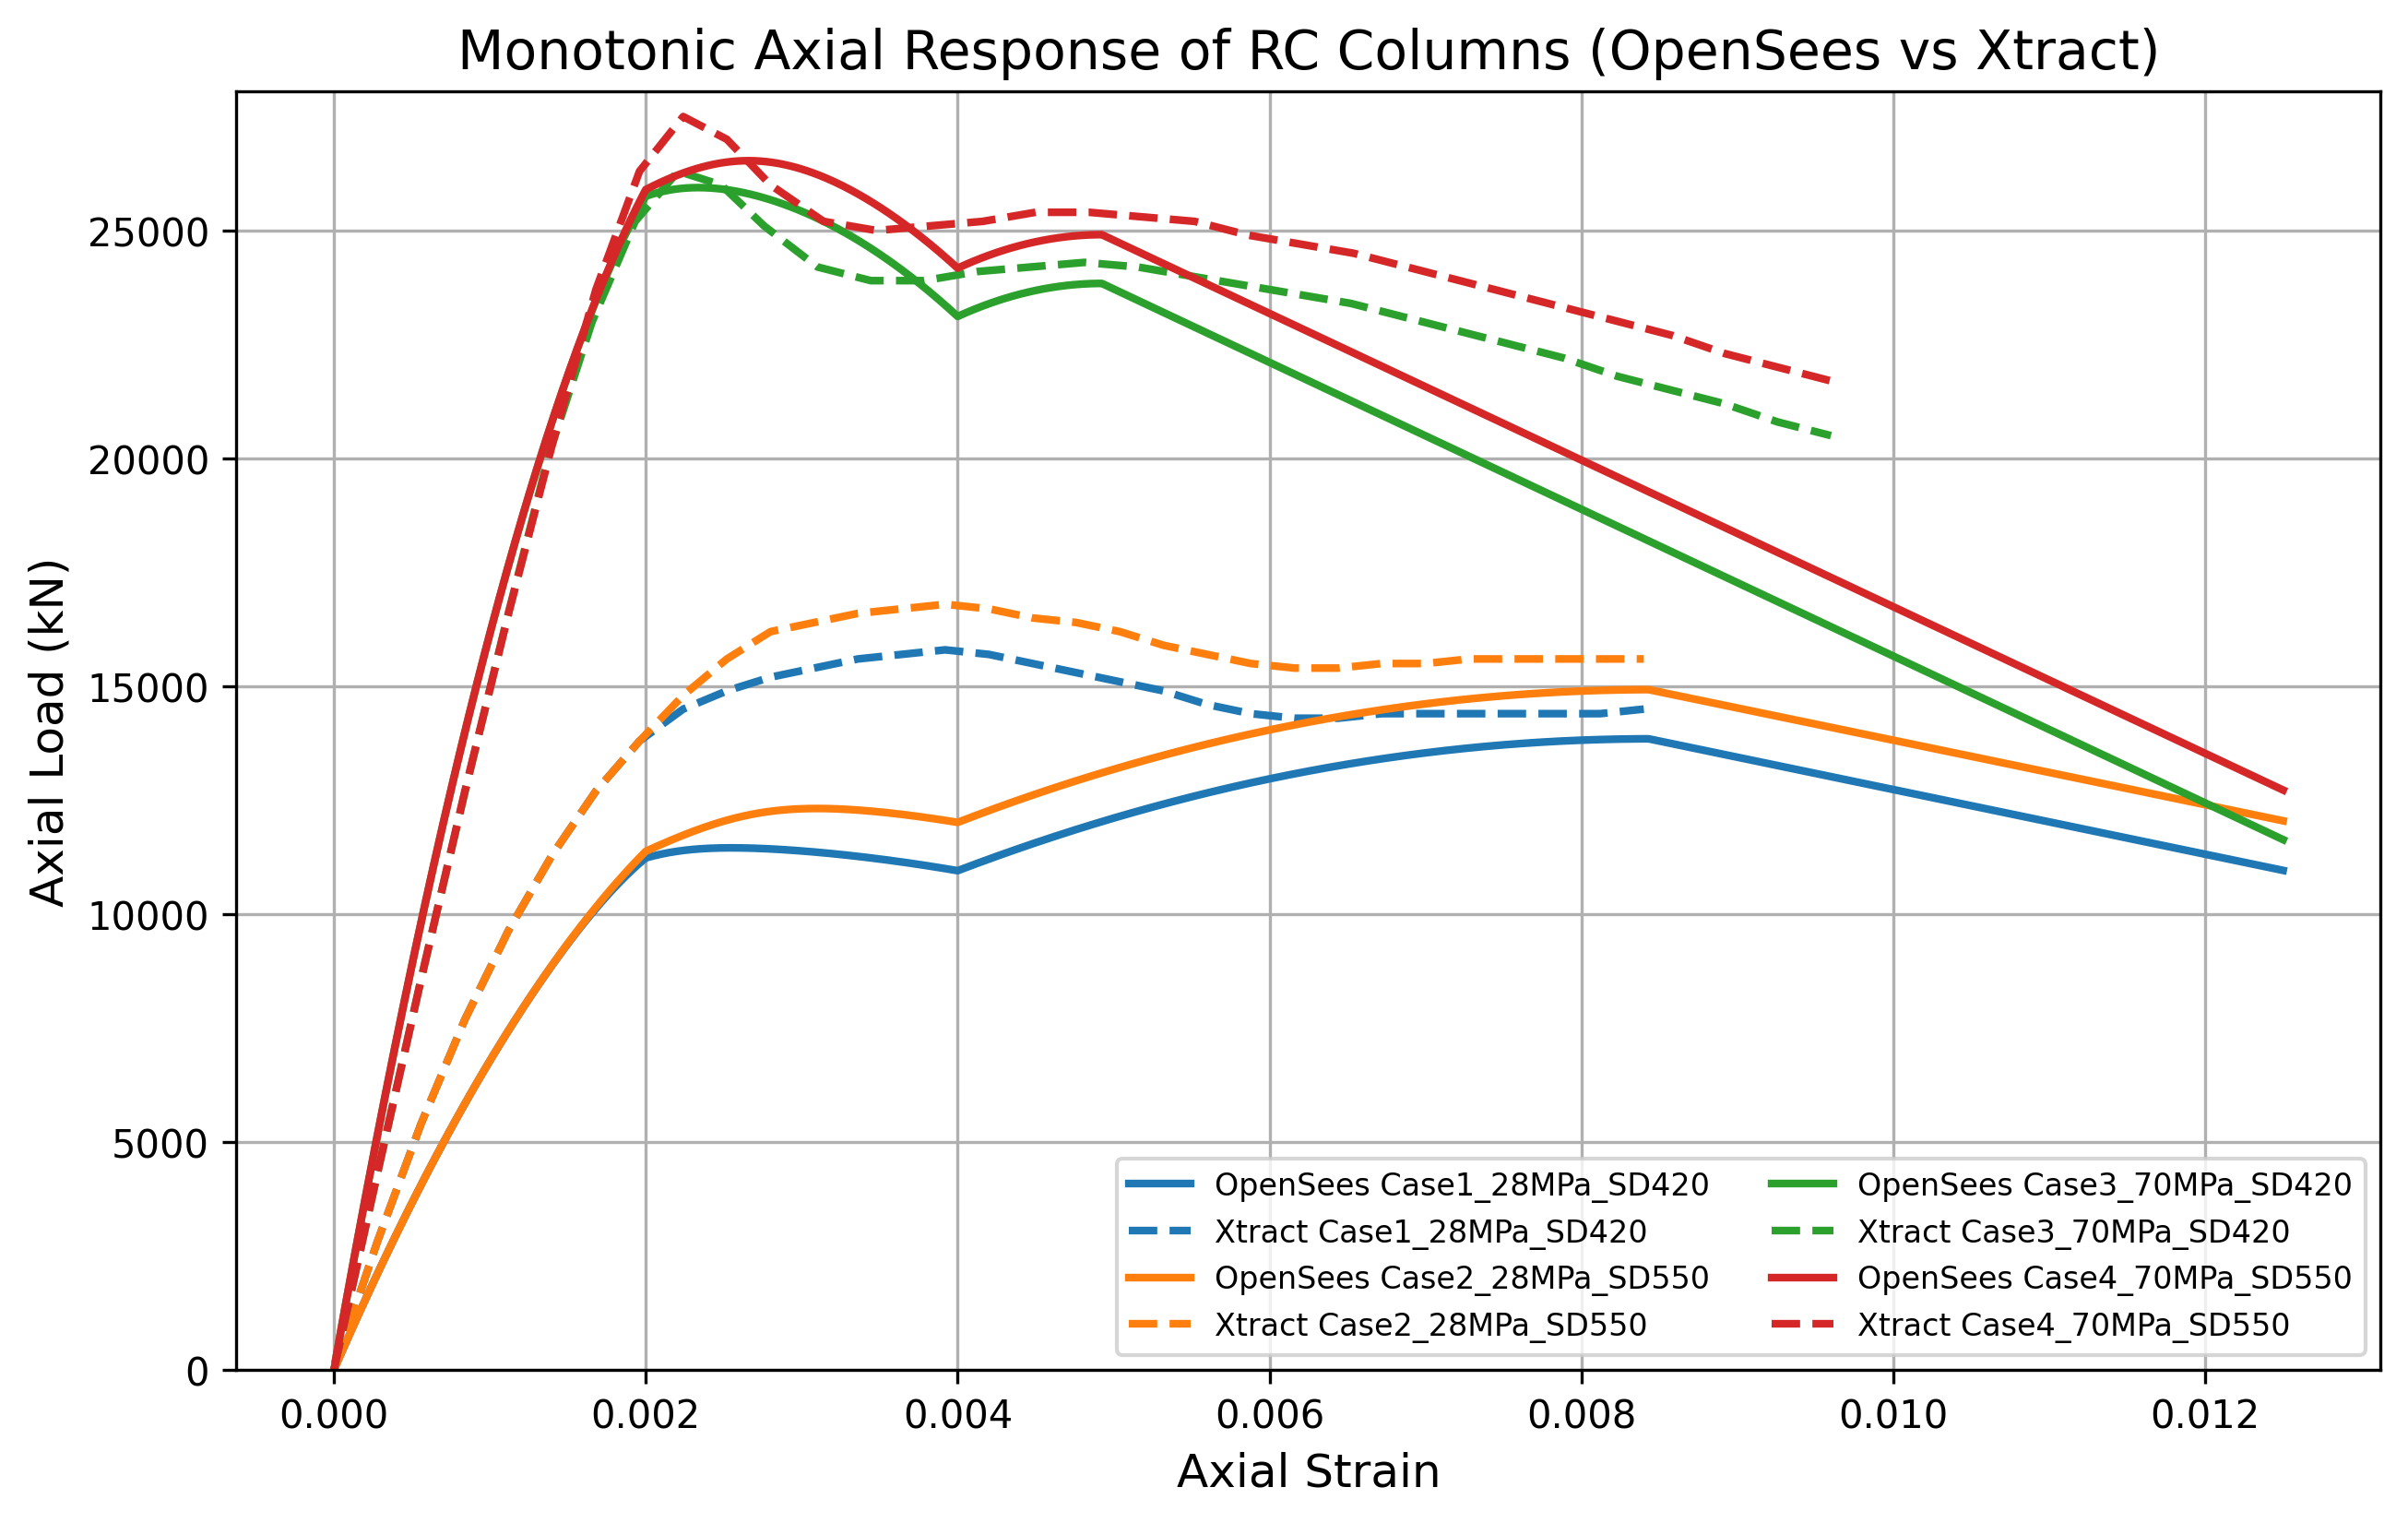 Monotonic Axial Response of RC Columns (OpenSees vs Xtract)
Axial Load (kN)
25000
20000
15000
10000
5000
0
0.000 0.002 0.004 0.006 0.008 0.010 0.012
Axial Strain
OpenSees Case1_28MPa_SD420
Xtract Case1_28MPa_SD420
OpenSees Case2_28MPa_SD550
Xtract Case2_28MPa_SD550
OpenSees Case3_70MPa_SD420
Xtract Case3_70MPa_SD420
OpenSees Case4_70MPa_SD550
Xtract Case4_70MPa_SD550